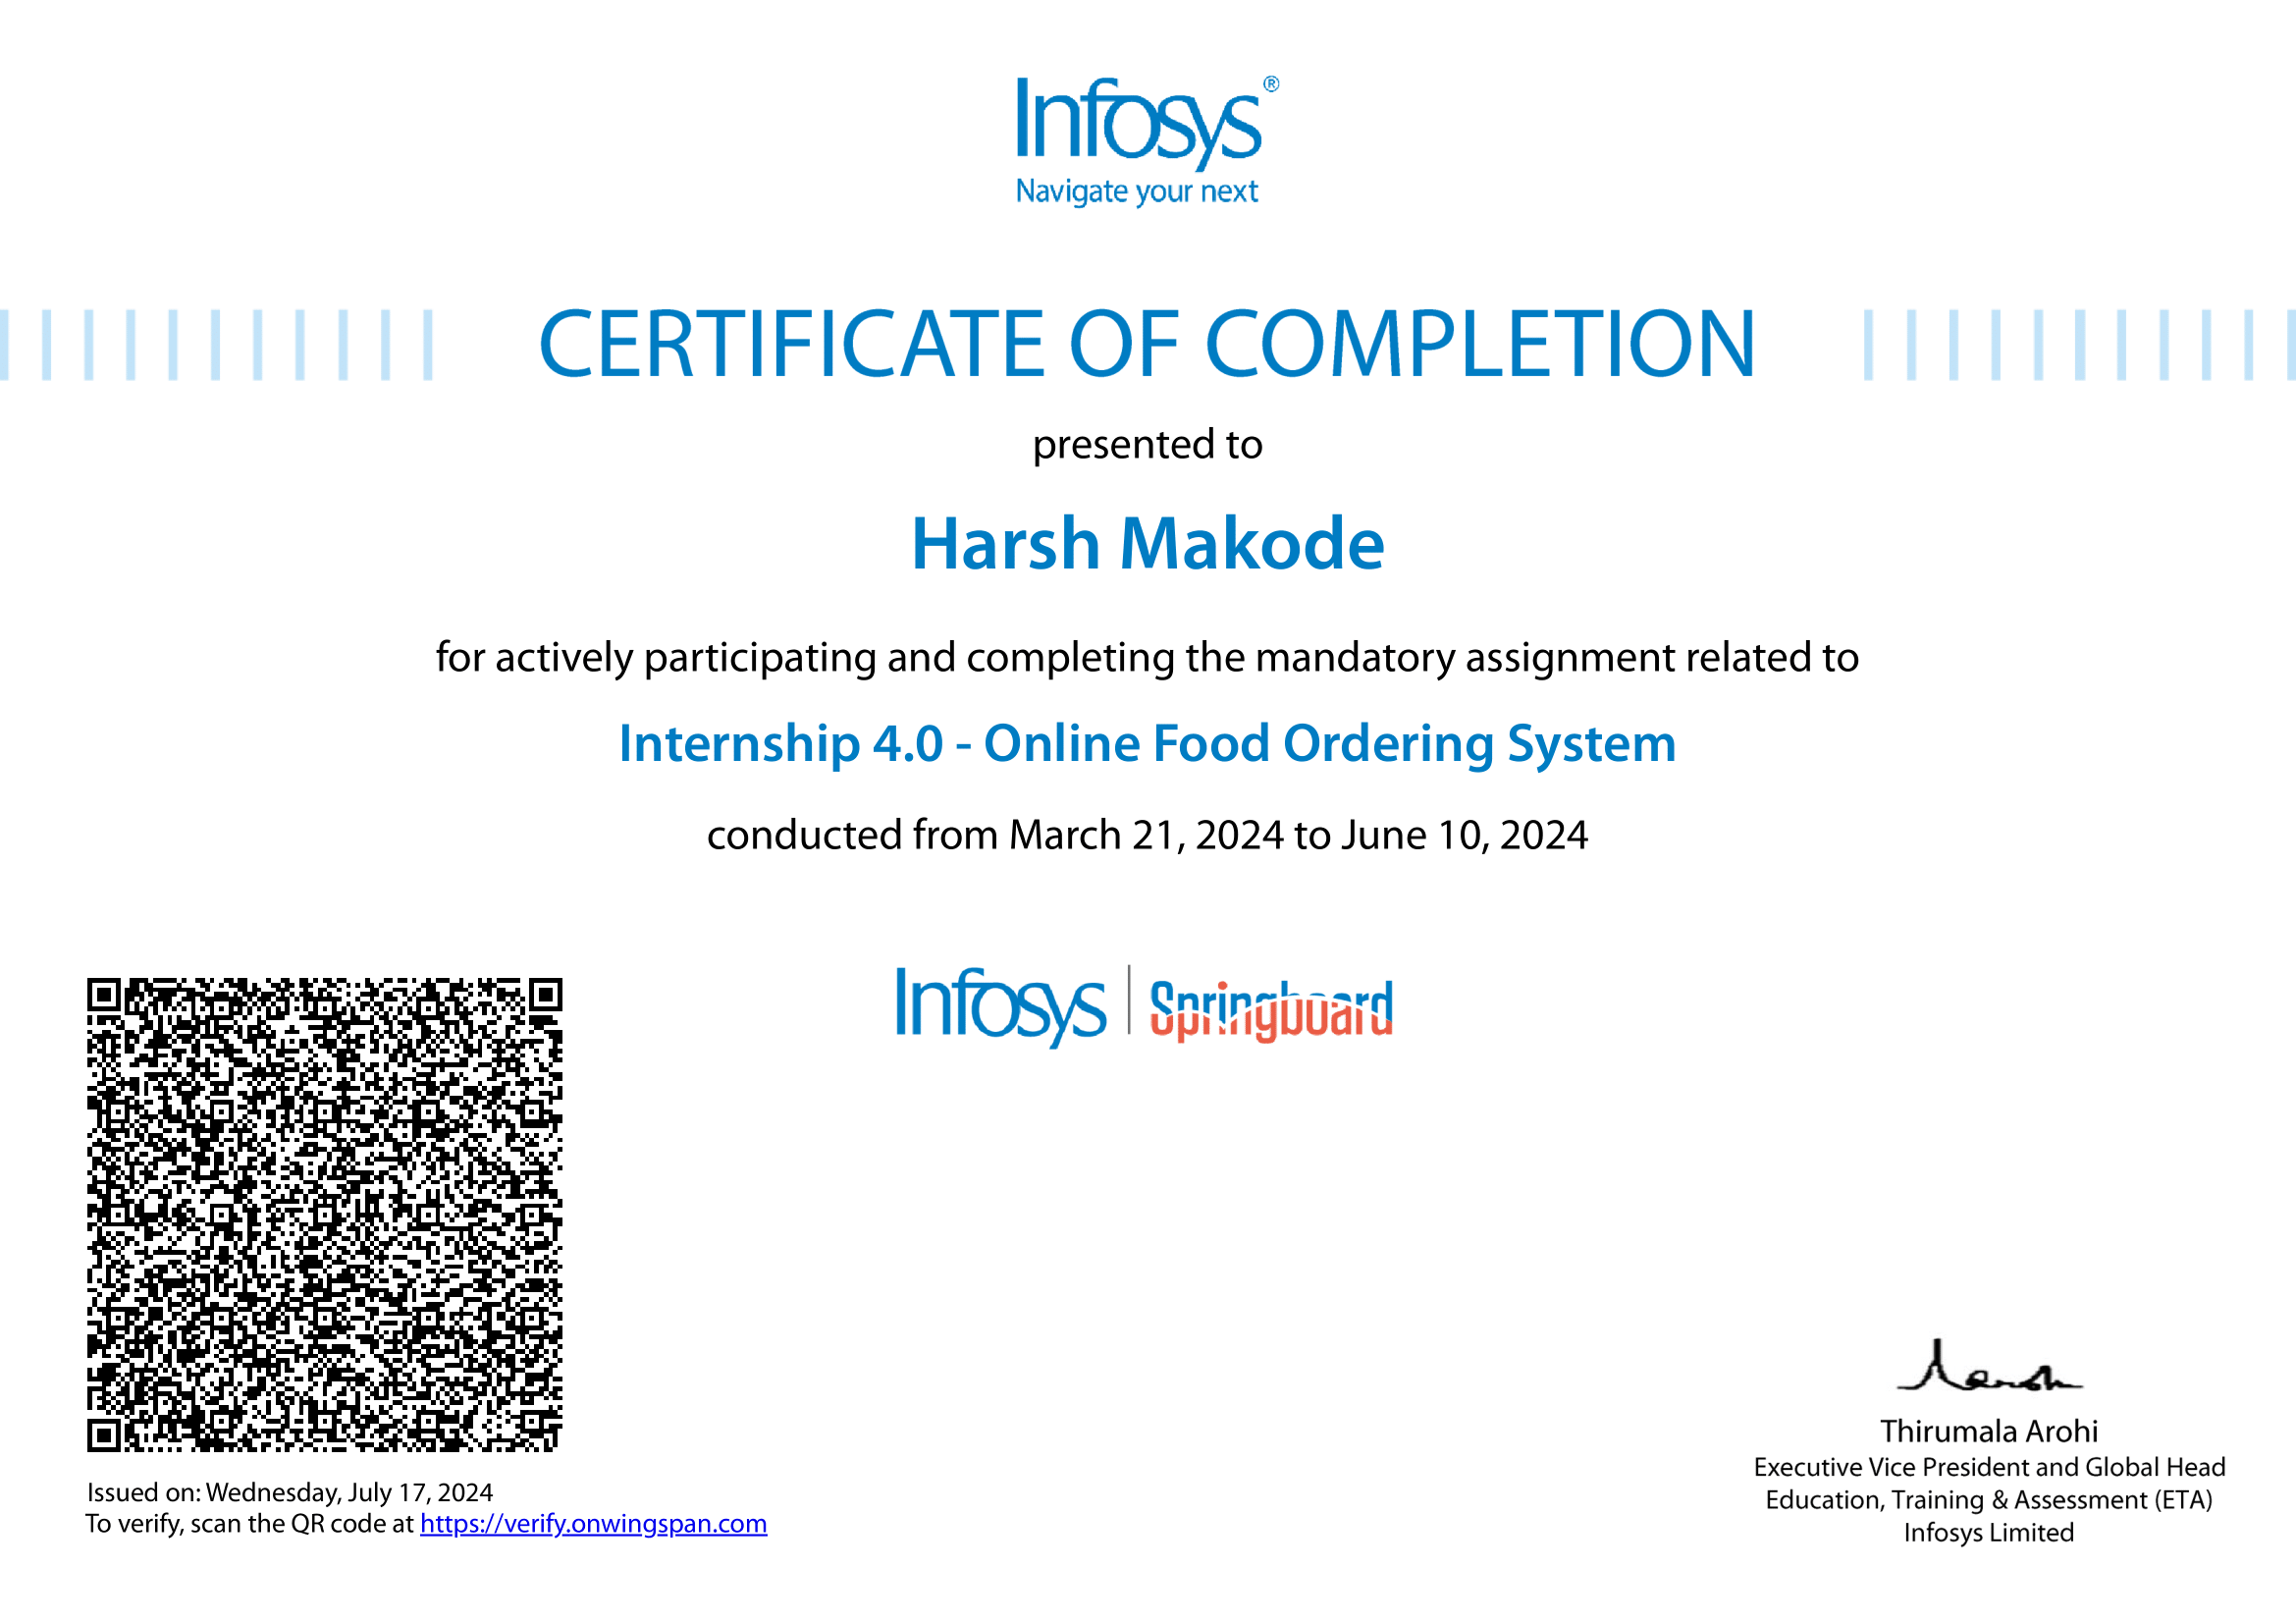 Infosys®
Navigate your next
CERTIFICATE OF COMPLETION
presented to
Harsh Makode
for actively participating and completing the mandatory assignment related to
Internship 4.0 - Online Food Ordering System
conducted from March 21, 2024 to June 10, 2024
Infosys | Springboard
Issued on: Wednesday, July 17, 2024
To verify, scan the QR code at https://verify.onwingspan.com
Thirumala Arohi
Executive Vice President and Global Head
Education, Training & Assessment (ETA)
Infosys Limited